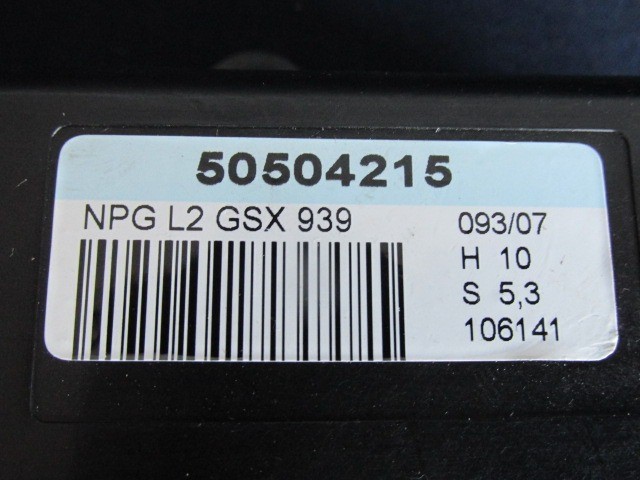 50504215
NPG L2 GSX 939
093/07
H 10
S 5,3
106141